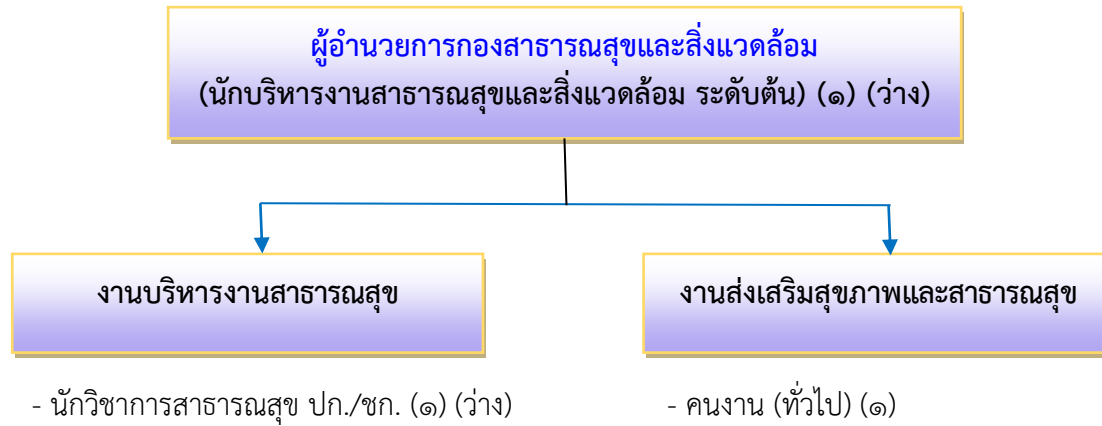 ผู้อำนวยการกองสาธารณสุขและสิ่งแวดล้อม
(นักบริหารงานสาธารณสุขและสิ่งแวดล้อม ระดับต้น) (๑) (ว่าง)
งานบริหารงานสาธารณสุข
งานส่งเสริมสุขภาพและสาธารณสุข
- นักวิชาการสาธารณสุข ปก./ชก. (๑) (ว่าง)
- คนงาน (ทั่วไป) (๑)